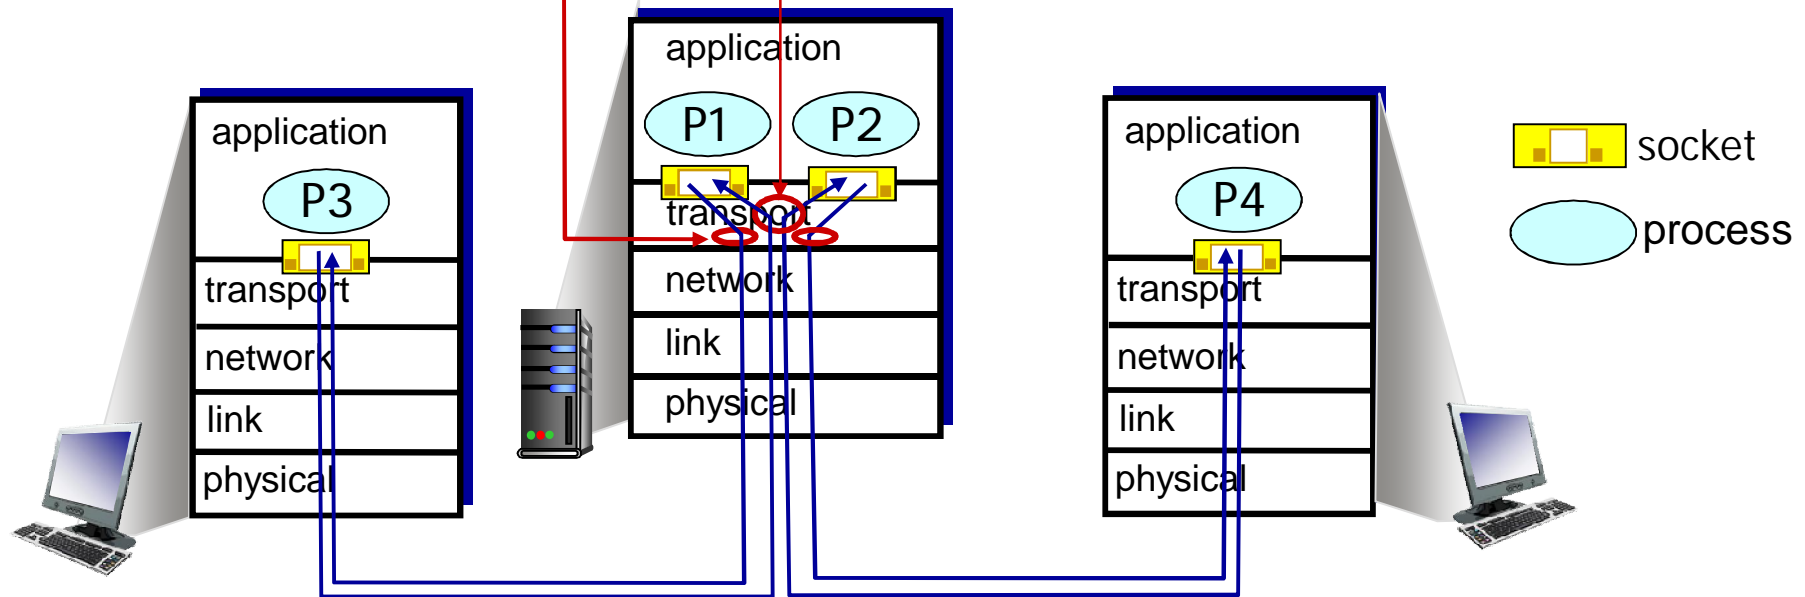 application
P3
transport
network
link
physical
application
P1
P2
transport
network
link
physical
application
P4
transport
network
link
physical
socket
process